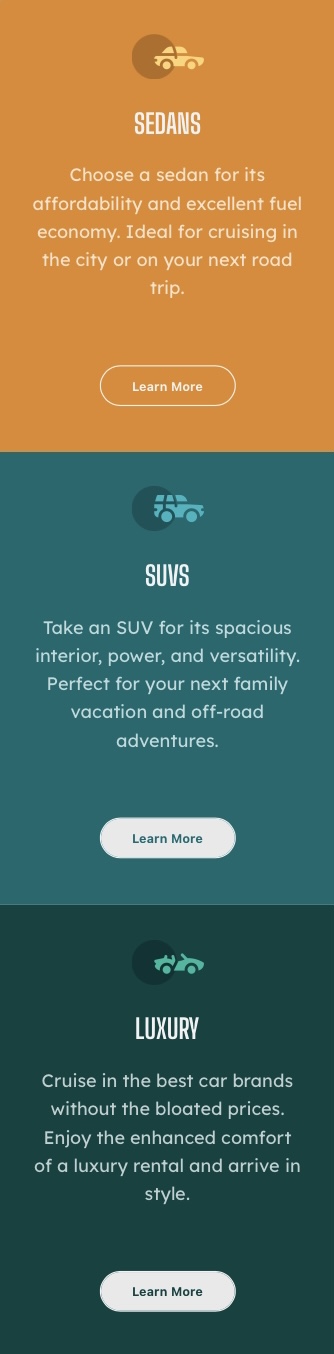 SEDANS
Choose a sedan for its
affordability and excellent fuel
economy. Ideal for cruising in
the city or on your next road
trip.
Learn More
SUVS
Take an SUV for its spacious
interior, power, and versatility.
Perfect for your next family
vacation and off-road
adventures.
Learn More
LUXURY
Cruise in the best car brands
without the bloated prices.
Enjoy the enhanced comfort
of a luxury rental and arrive in
style.
Learn More